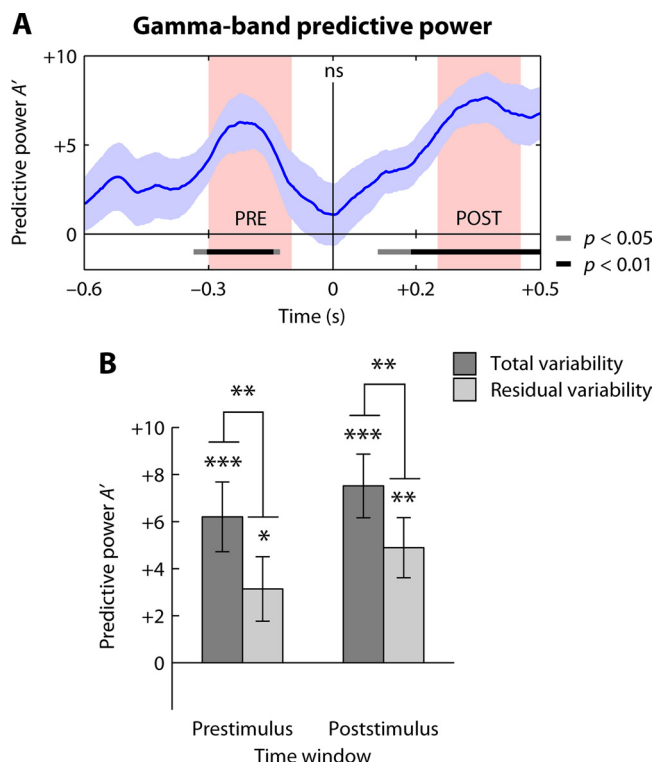 A
Gamma-band predictive power
Predictive power A′
+10
+5
0
ns
PRE
POST
p < 0.05
p < 0.01
−0.6
−0.3
0
+0.2
+0.5
Time (s)
B
Total variability
Residual variability
Predictive power A′
+10
+8
+6
+4
+2
0
**
***
*
**
***
**
Prestimulus
Poststimulus
Time window